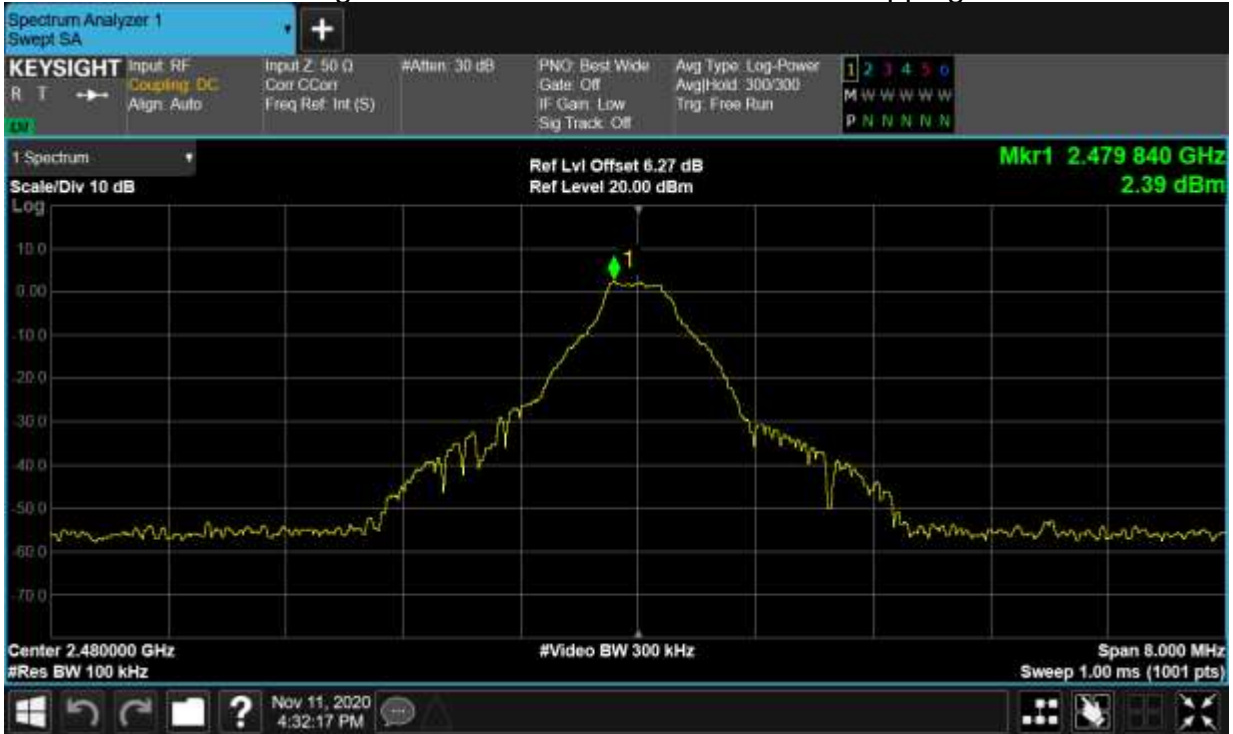 Spectrum Analyzer 1
Swept SA
+
KEYSIGHT
R T
Input: RF
Coupling: DC
Align: Auto
Input Z: 50 Ω
Corr CCorr
Freq Ref: Int (S)
#Atten: 30 dB
PNO: Best Wide
Gate: Off
IF Gain: Low
Sig Track: Off
Avg Type: Log-Power
Avg|Hold: 300/300
Trig: Free Run
1 2 3 4 5 6
M W W W W W
P N N N N N
1 Spectrum
Scale/Div 10 dB
Log
Ref Lvl Offset 6.27 dB
Ref Level 20.00 dBm
Mkr1 2.479 840 GHz
2.39 dBm
1
10.0
0.00
-10.0
-20.0
-30.0
-40.0
-50.0
-60.0
-70.0
Center 2.480000 GHz
#Res BW 100 kHz
#Video BW 300 kHz
Span 8.000 MHz
Sweep 1.00 ms (1001 pts)
?
Nov 11, 2020
4:32:17 PM